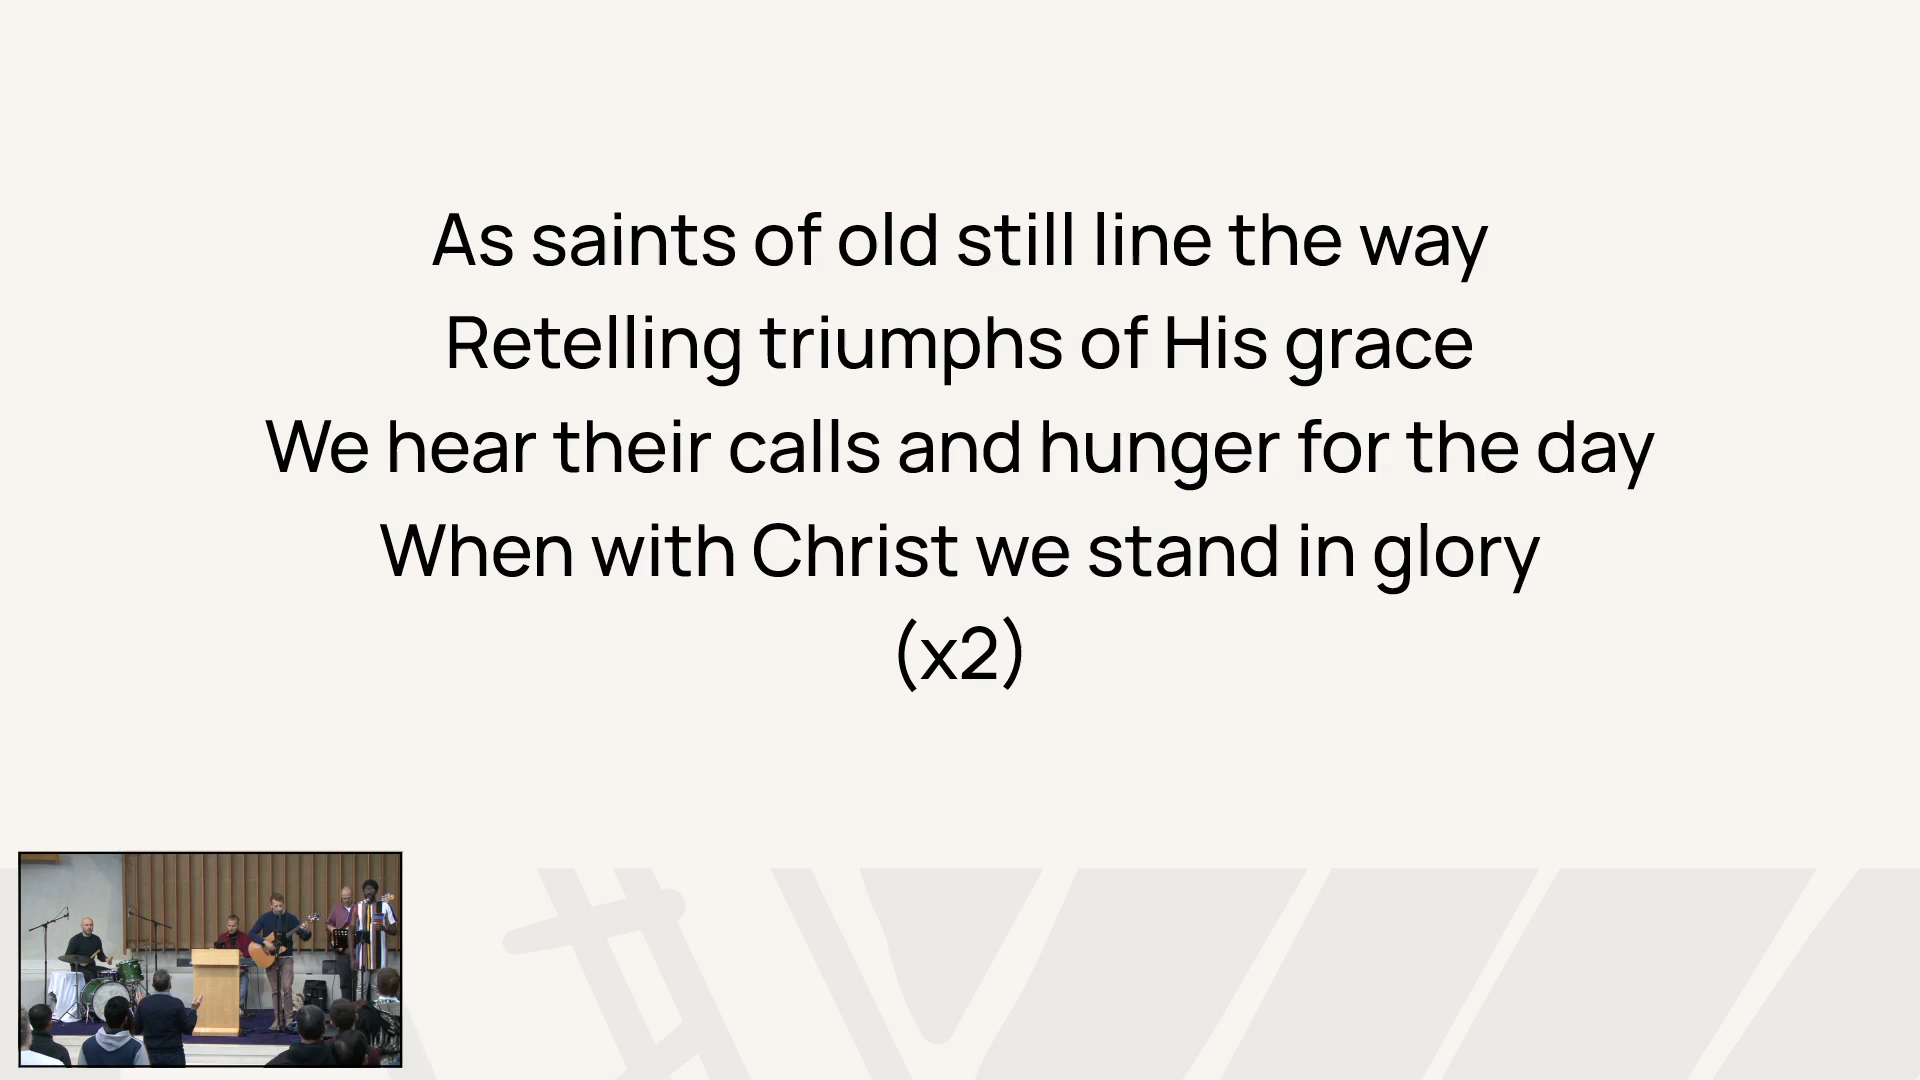 As saints of old still line the way
Retelling triumphs of His grace
We hear their calls and hunger for the day
When with Christ we stand in glory
(x2)